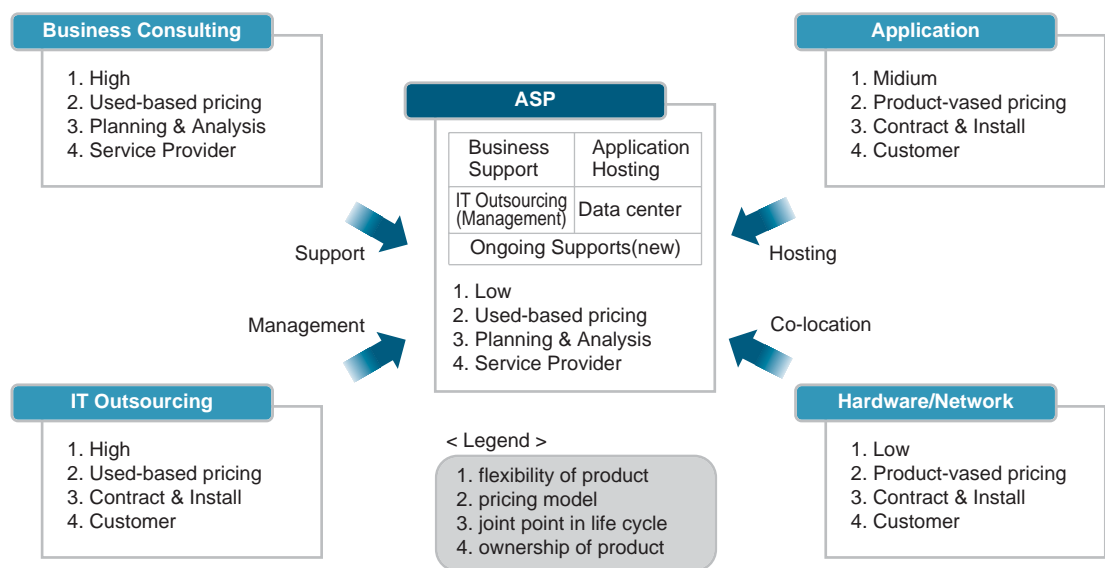 Business Consulting
1. High
2. Used-based pricing
3. Planning & Analysis
4. Service Provider
Application
1. Midium
2. Product-vased pricing
3. Contract & Install
4. Customer
ASP
Business
Support
Application
Hosting
IT Outsourcing
(Management)
Data center
Ongoing Supports(new)
1. Low
2. Used-based pricing
3. Planning & Analysis
4. Service Provider
Support
Hosting
Management
Co-location
IT Outsourcing
1. High
2. Used-based pricing
3. Contract & Install
4. Customer
< Legend >
1. flexibility of product
2. pricing model
3. joint point in life cycle
4. ownership of product
Hardware/Network
1. Low
2. Product-vased pricing
3. Contract & Install
4. Customer